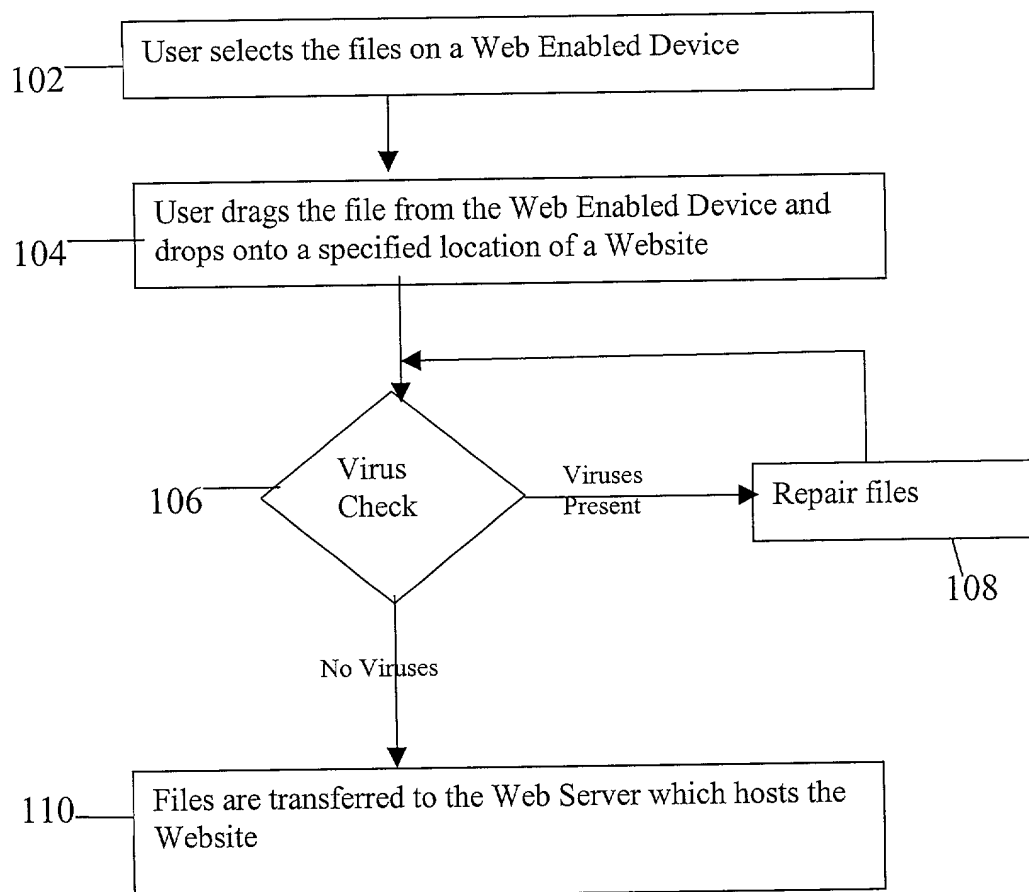 User selects the files on a Web Enabled Device
102
User drags the file from the Web Enabled Device and
drops onto a specified location of a Website
104
Virus
Check
106
Viruses
Present
Repair files
108
No Viruses
Files are transferred to the Web Server which hosts the
Website
110